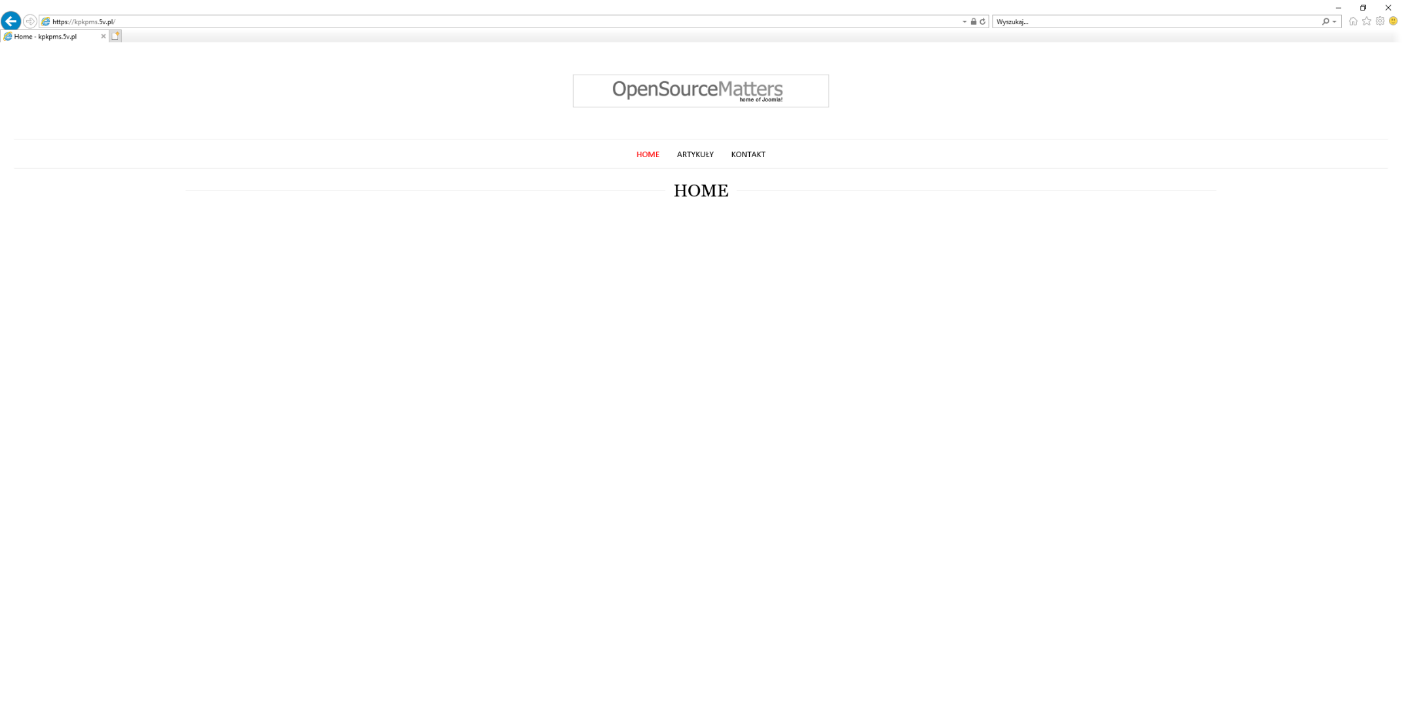 https://kpkpms.5v.pl/
Wyszukaj...
Home - kpkpms.5v.pl
OpenSourceMatters
home of Joomla!
HOME ARTYKUŁY KONTAKT
HOME